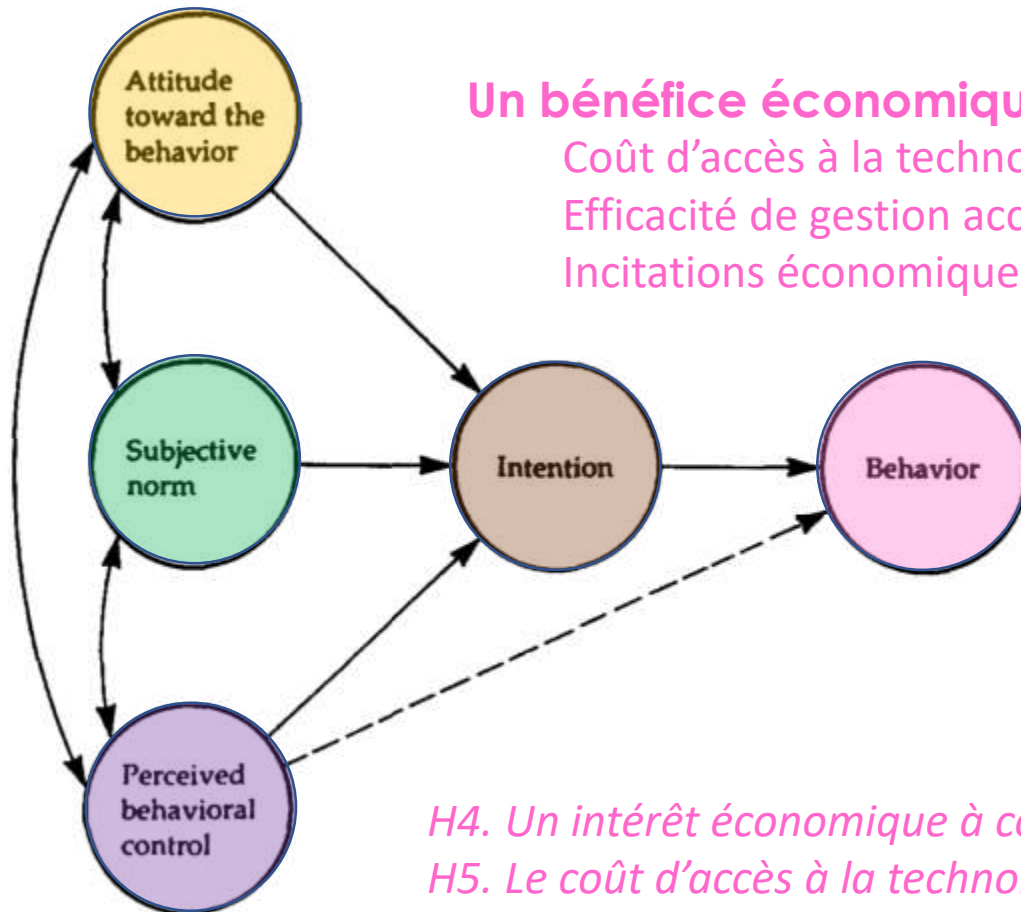 Attitude
toward the
behavior
Un bénéfice économiqu
Coût d’accès à la techno
Efficacité de gestion acc
Incitations économique
Subjective
norm
Intention
Behavior
Perceived
behavioral
control
H4. Un intérêt économique à co
H5. Le coût d’accès à la techno